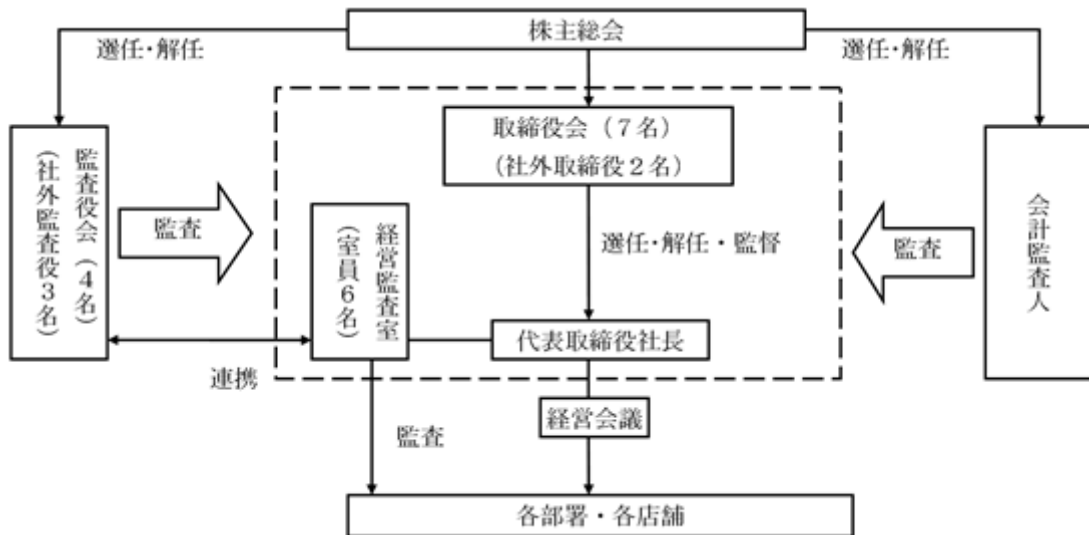 株主総会
選任・解任
選任・解任
取締役会（7名）
（社外取締役2名）
監査役会（4名）
（社外監査役3名）
監査
経営監査室
（室員6名）
選任・解任・監督
監査
会計監査人
代表取締役社長
連携
経営会議
監査
各部署・各店舗